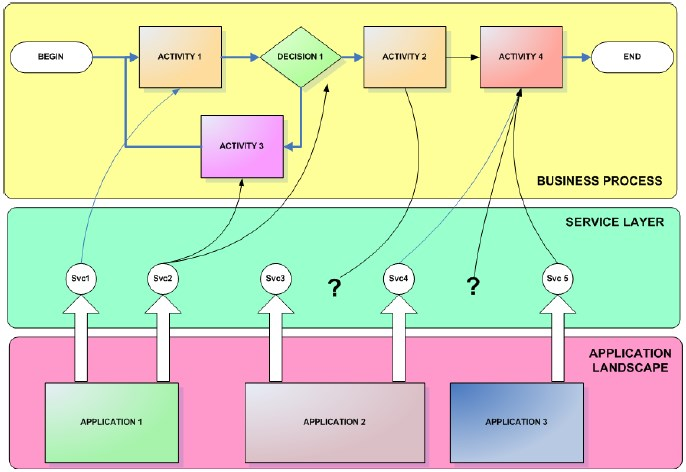 BEGIN
ACTIVITY 1
DECISION 1
ACTIVITY 2
ACTIVITY 4
END
ACTIVITY 3
BUSINESS PROCESS
SERVICE LAYER
Svc1
Svc2
Svc3
?
Svc4
?
Svc 5
APPLICATION
LANDSCAPE
APPLICATION 1
APPLICATION 2
APPLICATION 3